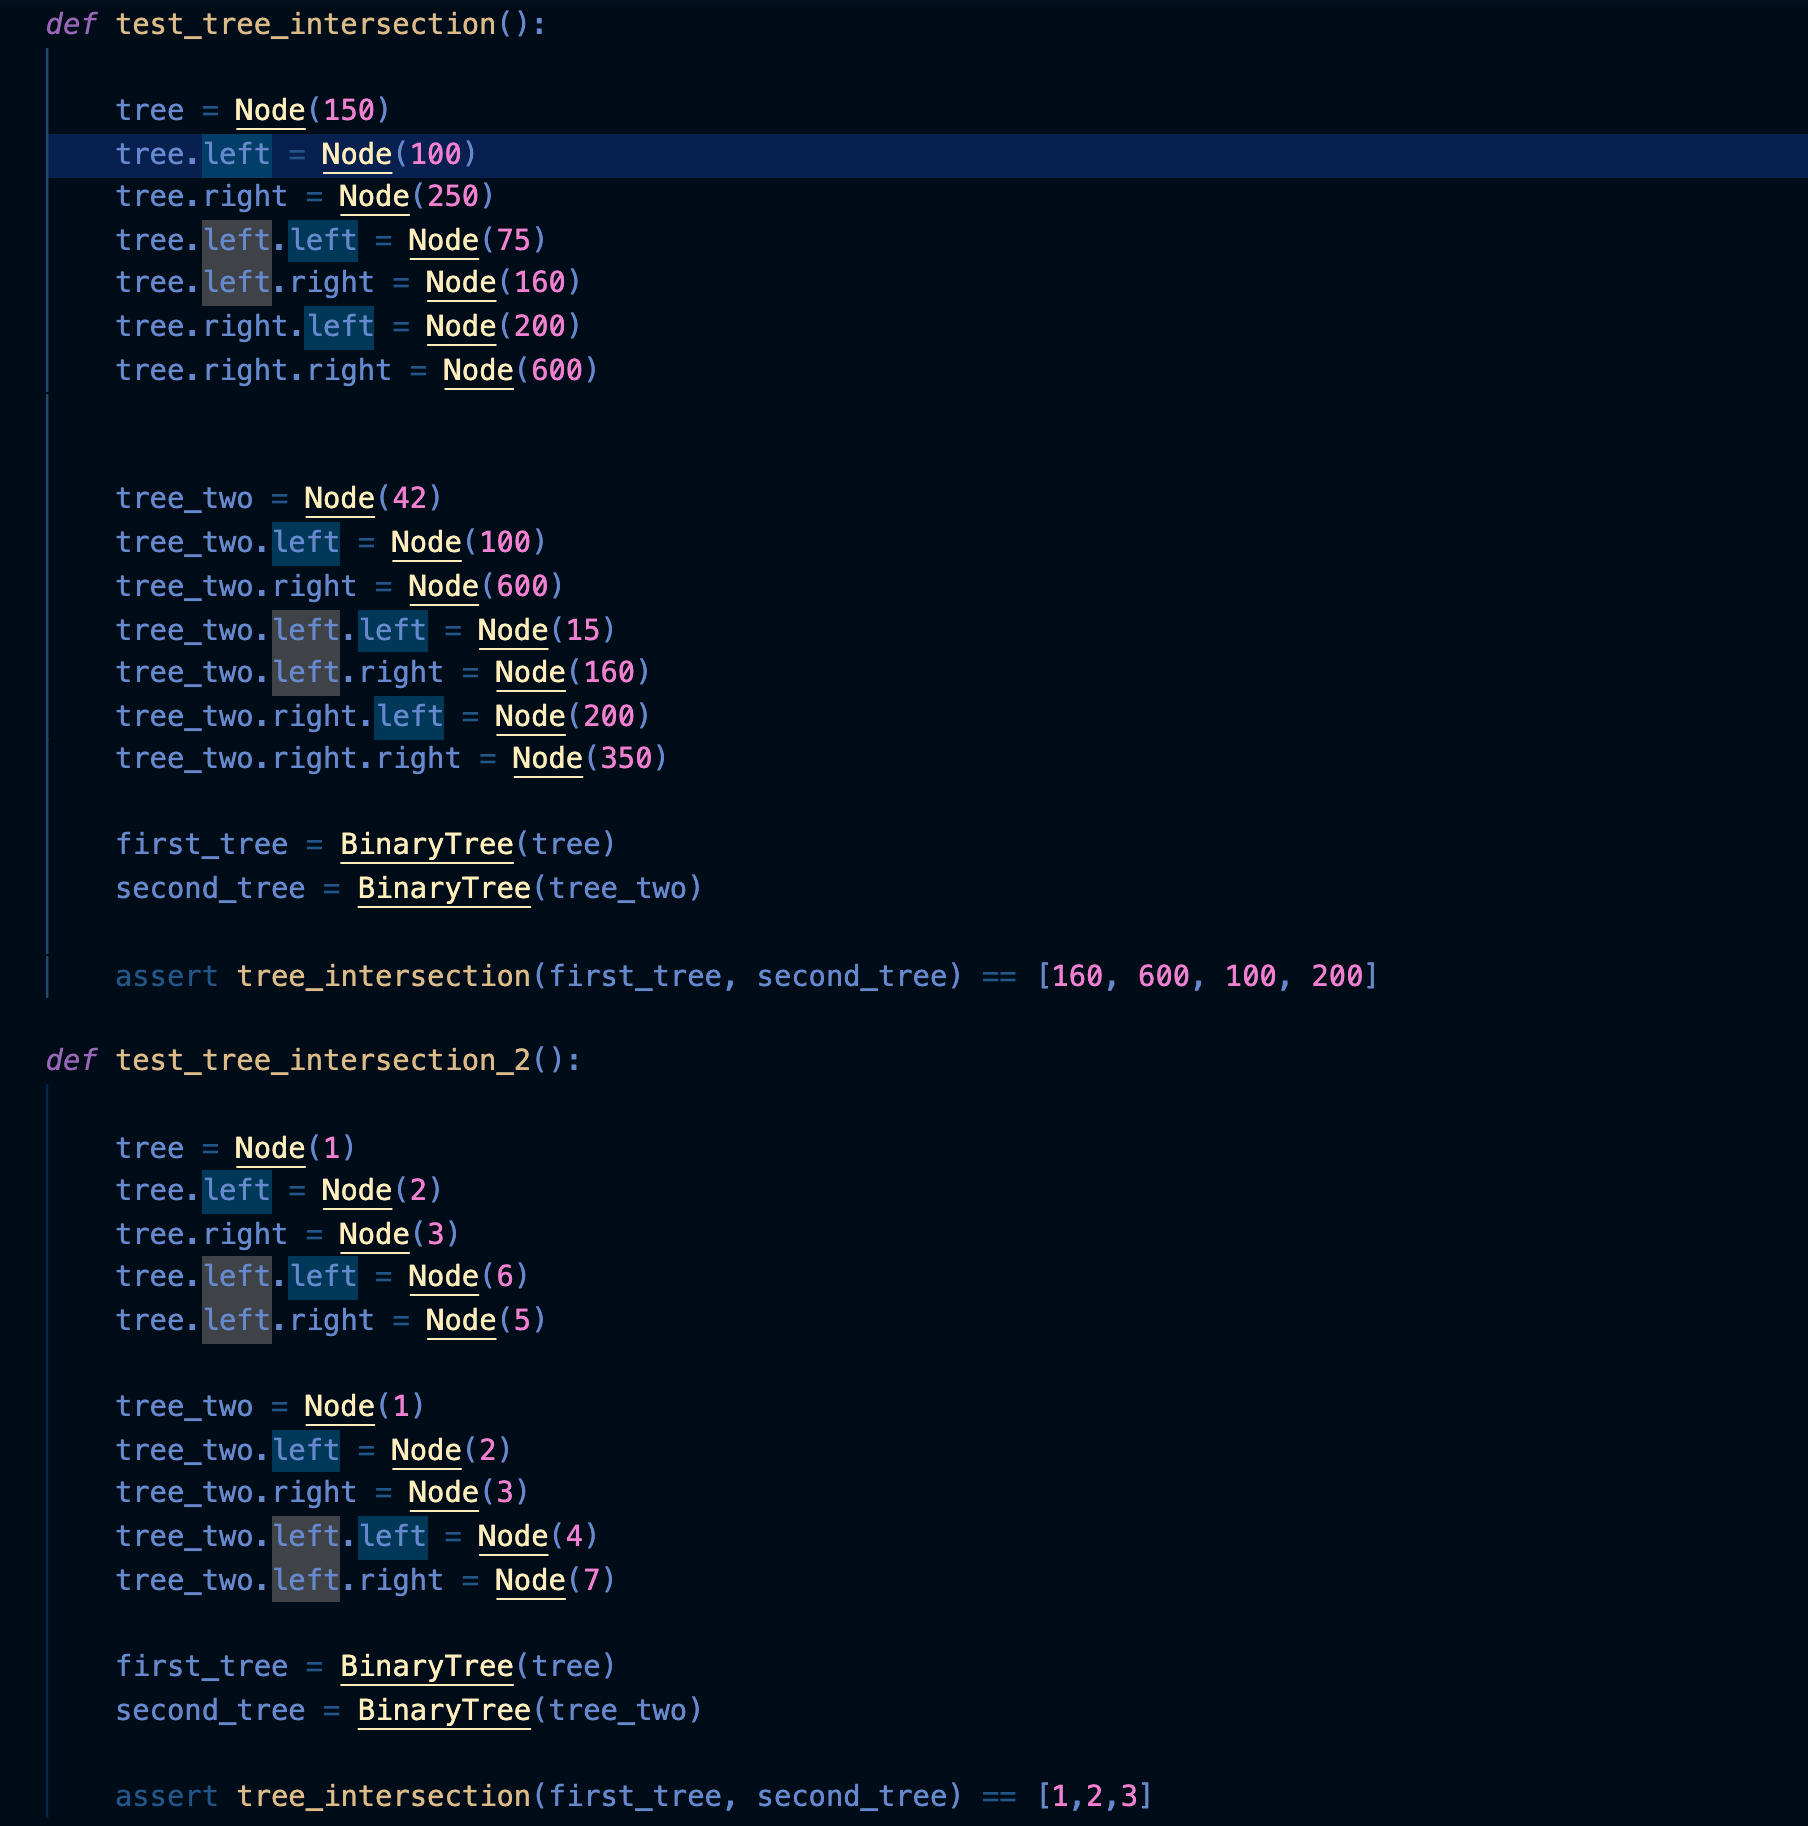 def test_tree_intersection():
tree = Node(150)
tree.left = Node(100)
tree.right = Node(250)
tree.left.left = Node(75)
tree.left.right = Node(160)
tree.right.left = Node(200)
tree.right.right = Node(600)
tree_two = Node(42)
tree_two.left = Node(100)
tree_two.right = Node(600)
tree_two.left.left = Node(15)
tree_two.left.right = Node(160)
tree_two.right.left = Node(200)
tree_two.right.right = Node(350)
first_tree = BinaryTree(tree)
second_tree = BinaryTree(tree_two)
assert tree_intersection(first_tree, second_tree) == [160, 600, 100, 200]
def test_tree_intersection_2():
tree = Node(1)
tree.left = Node(2)
tree.right = Node(3)
tree.left.left = Node(6)
tree.left.right = Node(5)
tree_two = Node(1)
tree_two.left = Node(2)
tree_two.right = Node(3)
tree_two.left.left = Node(4)
tree_two.left.right = Node(7)
first_tree = BinaryTree(tree)
second_tree = BinaryTree(tree_two)
assert tree_intersection(first_tree, second_tree) == [1,2,3]